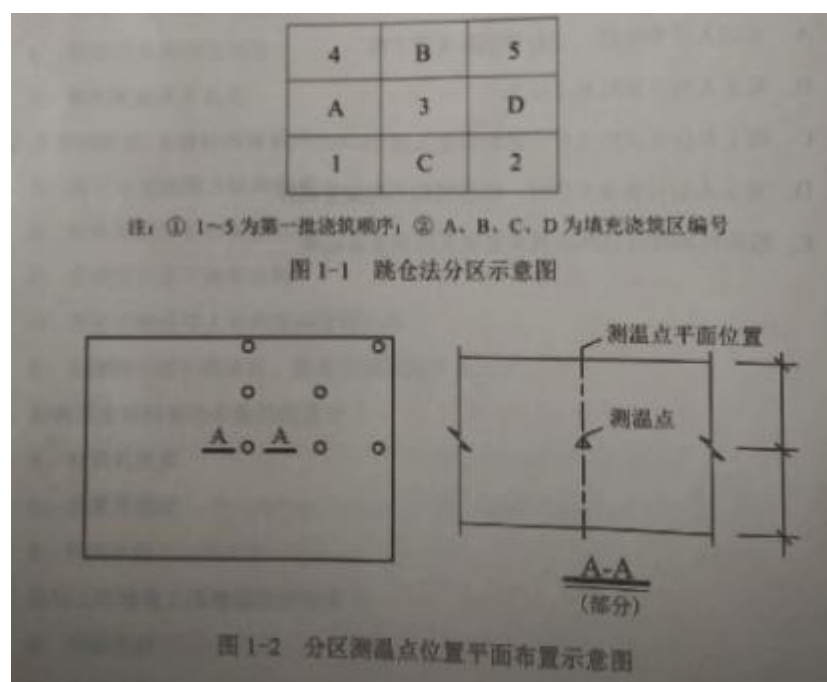 4 B 5
A 3 D
1 C 2
注：① 1~5 为第一批浇筑顺序；② A、B、C、D 为填充浇筑区编号
图 1-1 跳仓法分区示意图
测温点平面位置
测温点
A A
A-A
(部分)
图 1-2 分区测温点位置平面布置示意图